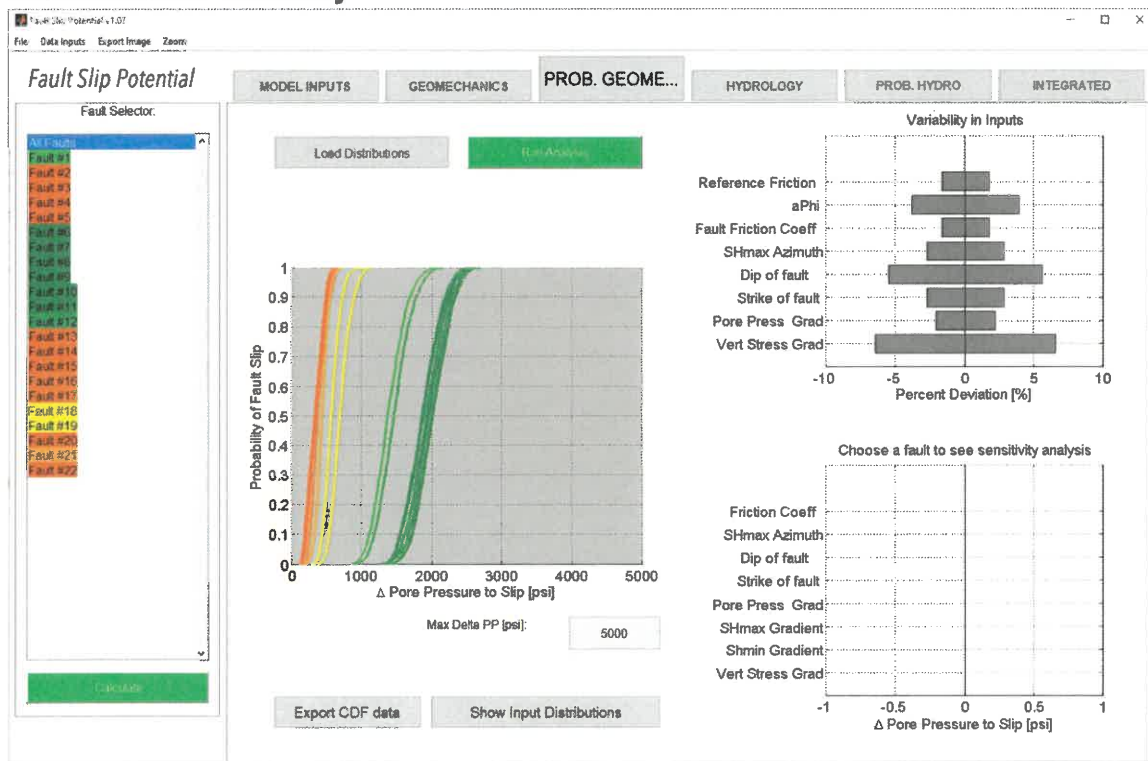 Fault Slip Potential v1.07
File Data Inputs Export Image Zoom
Fault Slip Potential
MODEL INPUTS
GEOMECHANICS
PROB. GEOME...
HYDROLOGY
PROB. HYDRO
INTEGRATED
Fault Selector:
All Faults
Fault #1
Fault #2
Fault #3
Fault #4
Fault #5
Fault #6
Fault #7
Fault #8
Fault #9
Fault #10
Fault #11
Fault #12
Fault #13
Fault #14
Fault #15
Fault #16
Fault #17
Fault #18
Fault #19
Fault #20
Fault #21
Fault #22
Calculate
Load Distributions
Run Analysis
Probability of Fault Slip
1
0.9
0.8
0.7
0.6
0.5
0.4
0.3
0.2
0.1
0
0 1000 2000 3000 4000 5000
Δ Pore Pressure to Slip [psi]
Max Delta PP [psi]:
5000
Export CDF data
Show Input Distributions
Variability in Inputs
Reference Friction
aPhi
Fault Friction Coeff
SHmax Azimuth
Dip of fault
Strike of fault
Pore Press Grad
Vert Stress Grad
-10 -5 0 5 10
Percent Deviation [%]
Choose a fault to see sensitivity analysis
Friction Coeff
SHmax Azimuth
Dip of fault
Strike of fault
Pore Press Grad
SHmax Gradient
Shmin Gradient
Vert Stress Grad
-1 -0.5 0 0.5 1
Δ Pore Pressure to Slip [psi]